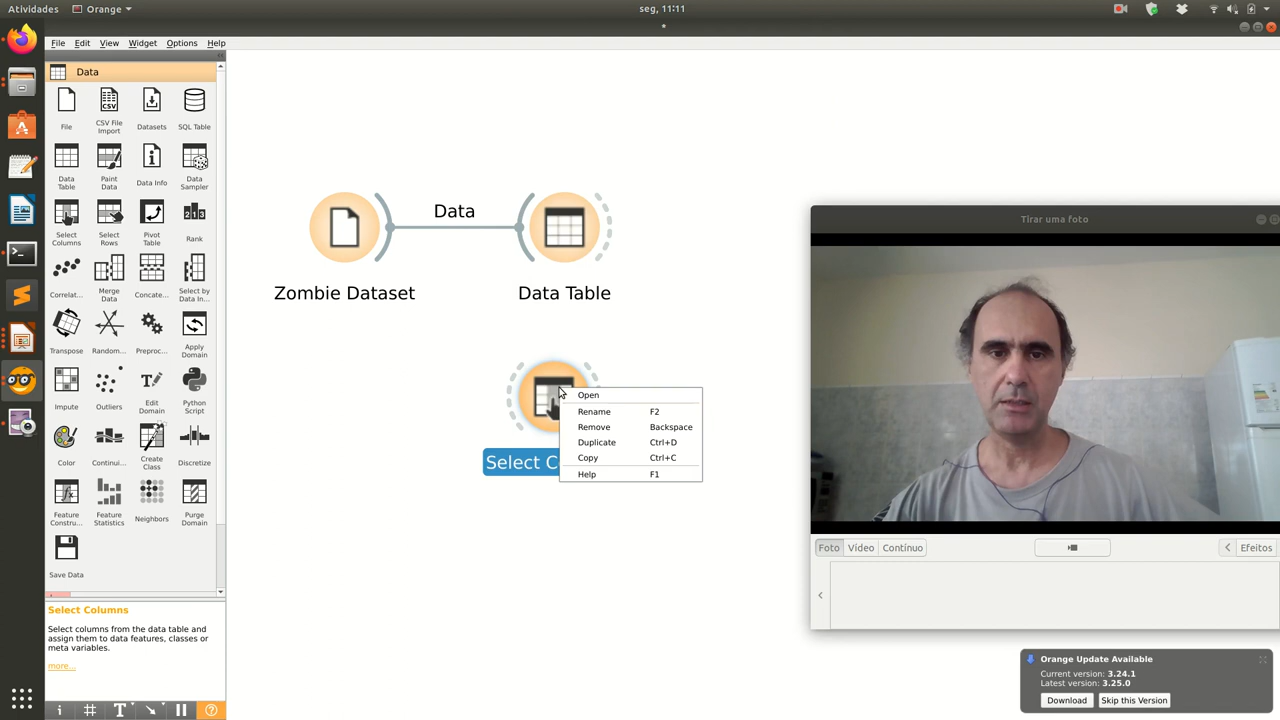 Atividades
Orange
seg, 11:11
*
File Edit View Widget Options Help
Data
File
CSV File
Import
Datasets
SQL Table
Data
Table
Paint
Data
Data Info
Data
Sampler
Select
Columns
Select
Rows
Pivot
Table
Rank
Correlat...
Merge
Data
Concate...
Select by
Data In...
Transpose
Random...
Preproc...
Apply
Domain
Impute
Outliers
Edit
Domain
Python
Script
Color
Continui...
Create
Class
Discretize
Feature
Constru...
Feature
Statistics
Neighbors
Purge
Domain
Save Data
Select Columns
Select columns from the data table and
assign them to data features, classes or
meta variables.
more...
Data
Zombie Dataset
Data Table
Select C
Open
Rename F2
Remove Backspace
Duplicate Ctrl+D
Copy Ctrl+C
Help F1
Tirar uma foto
Foto Vídeo Contínuo
Efeitos
Orange Update Available
Current version: 3.24.1
Latest version: 3.25.0
Download Skip this Version